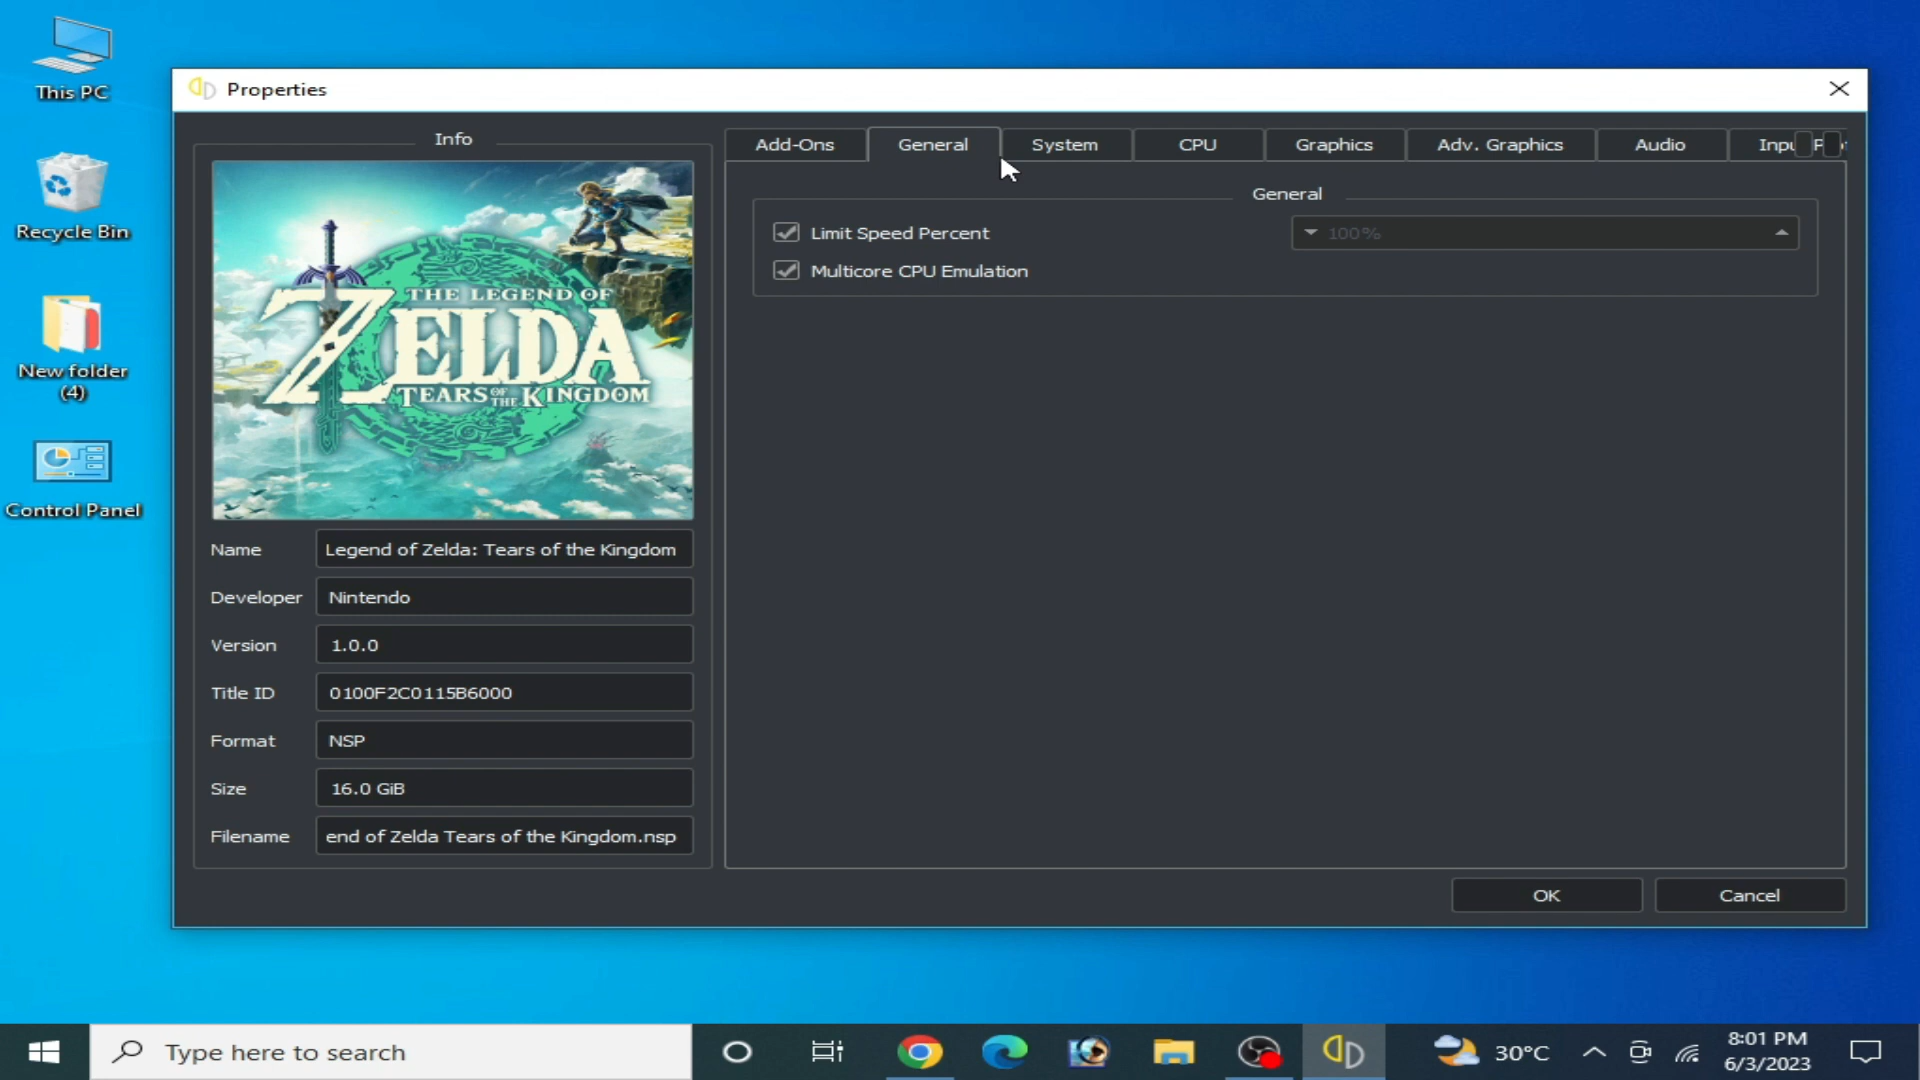 This PC
Recycle Bin
New folder
(4)
Control Panel
Properties
Info
THE LEGEND OF
ZELDA
TEARS OF THE KINGDOM
Name
Legend of Zelda: Tears of the Kingdom
Developer
Nintendo
Version
1.0.0
Title ID
0100F2C0115B6000
Format
NSP
Size
16.0 GiB
Filename
end of Zelda Tears of the Kingdom.nsp
Add-Ons
General
System
CPU
Graphics
Adv. Graphics
Audio
General
Limit Speed Percent
100%
Multicore CPU Emulation
OK
Cancel
Type here to search
30°C
8:01 PM
6/3/2023